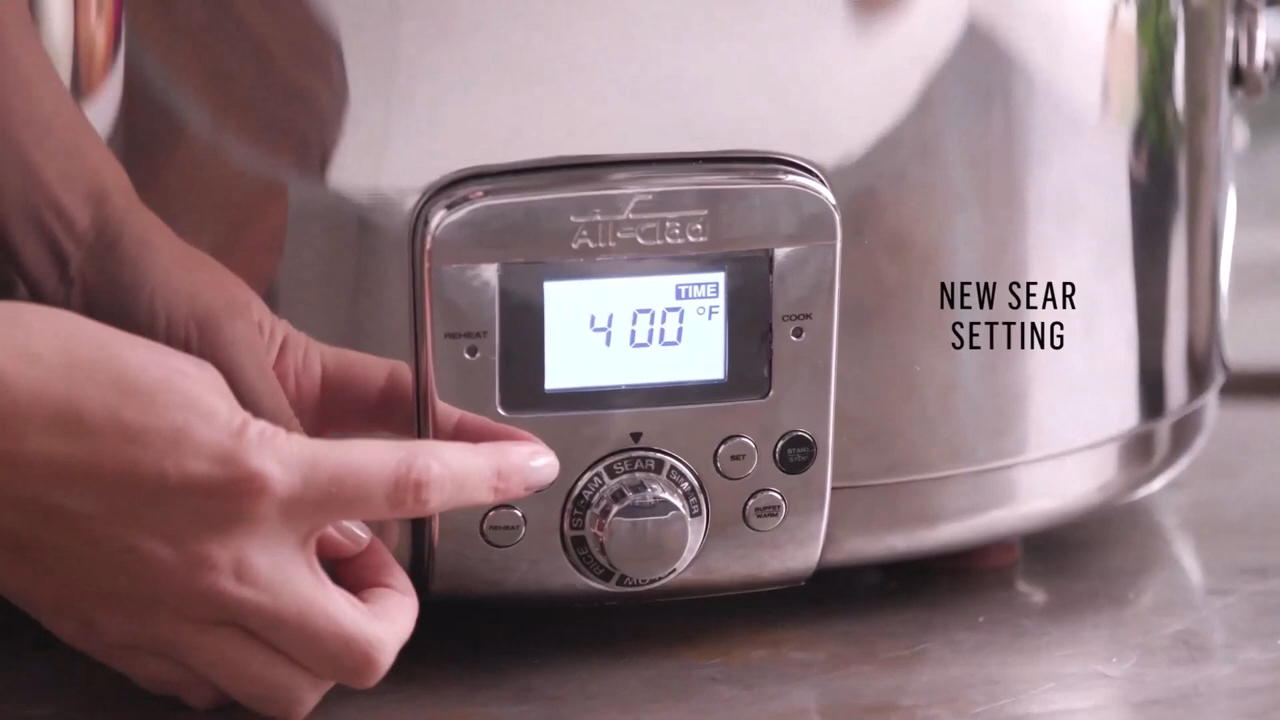 All-Clad
TIME
400 °F
REHEAT
COOK
NEW SEAR
SETTING
SET
START
STOP
STEAM
SEAR
SIMMER
REHEAT
BUFFET
WARM
RICE